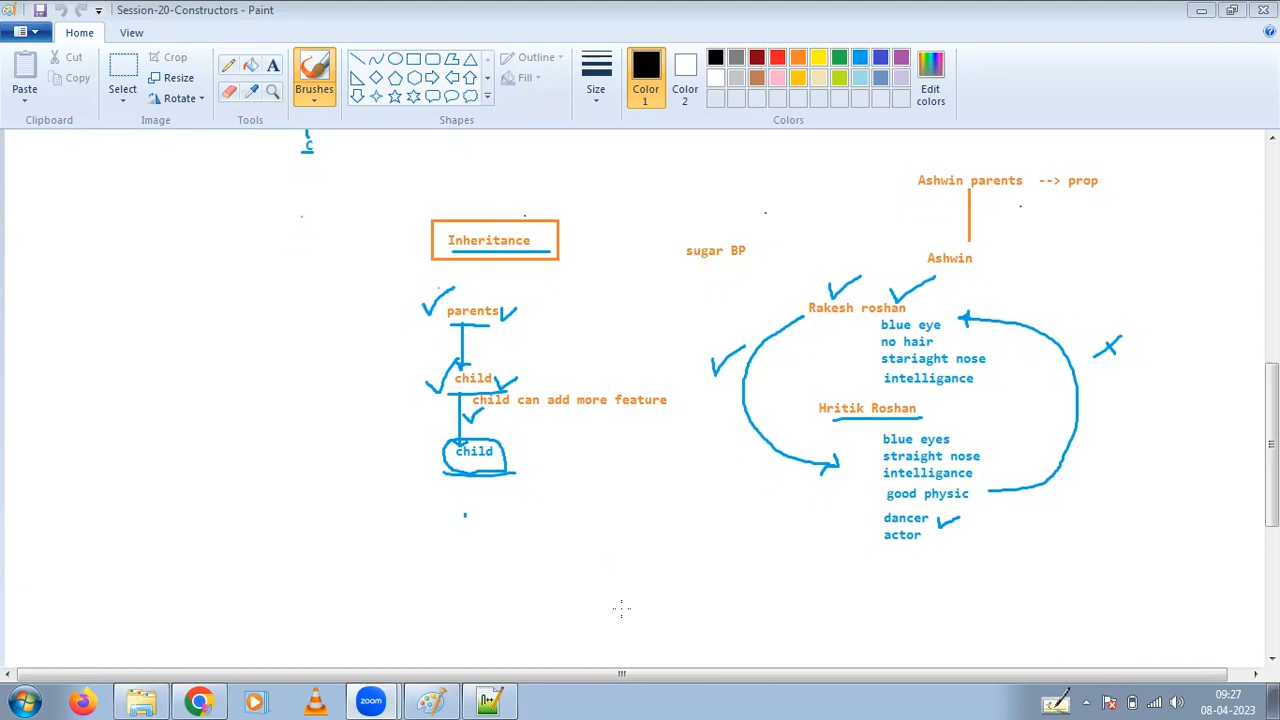 Session-20-Constructors - Paint
Home
View
Paste
Cut
Copy
Clipboard
Select
Crop
Resize
Rotate
Image
Tools
A
Brushes
Shapes
Outline
Fill
Size
Color 1
Color 2
Edit colors
Colors
C
Ashwin parents --> prop
Inheritance
sugar BP
Ashwin
parents
Rakesh roshan
blue eye
no hair
stariaght nose
child
intelligance
child can add more feature
Hritik Roshan
blue eyes
child
straight nose
intelligance
good physic
dancer
actor
zoom
09:27
08-04-2023